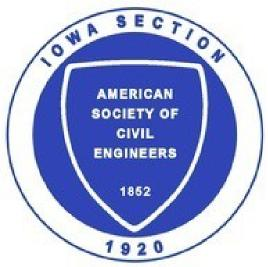 IOWA SECTION
AMERICAN
SOCIETY OF
CIVIL
ENGINEERS
1852
1920